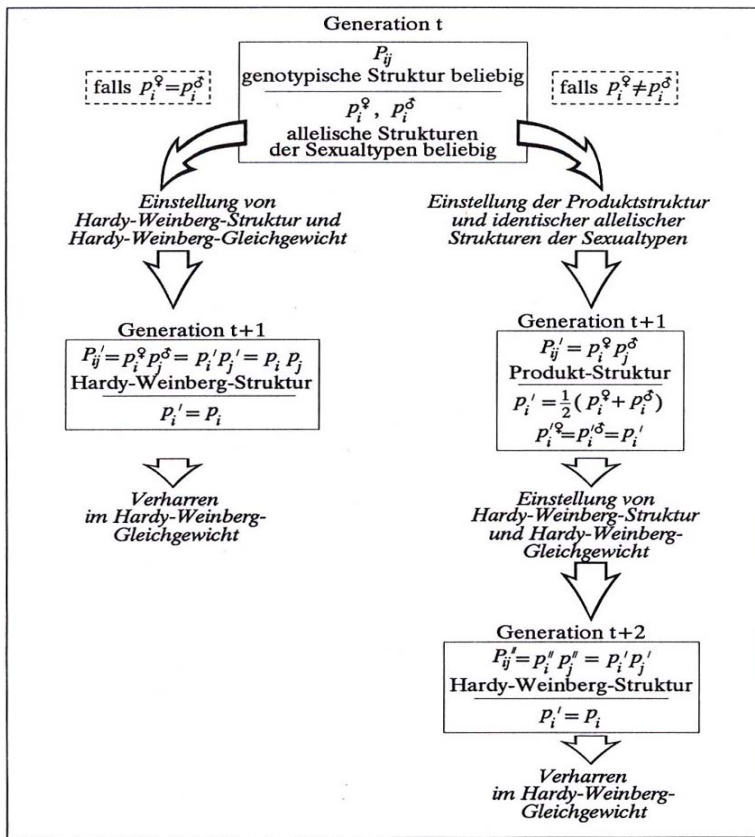 Generation t
P_ij
genotypische Struktur beliebig
p_i^♀, p_i^♂
allelische Strukturen
der Sexualtypen beliebig
falls p_i^♀=p_i^♂
Einstellung von
Hardy-Weinberg-Struktur und
Hardy-Weinberg-Gleichgewicht
Generation t+1
P_ij'=p_i^♀ p_j^♂= p_i' p_j' = p_i p_j
Hardy-Weinberg-Struktur
p_i' = p_i
Verharren
im Hardy-Weinberg-
Gleichgewicht
falls p_i^♀≠p_i^♂
Einstellung der Produktstruktur
und identischer allelischer
Strukturen der Sexualtypen
Generation t+1
P_ij' = p_i^♀ p_j^♂
Produkt-Struktur
p_i' = 1/2 (p_i^♀ + p_i^♂)
p_i'^♀=p_i'^♂=p_i'
Einstellung von
Hardy-Weinberg-Struktur
und Hardy-Weinberg-
Gleichgewicht
Generation t+2
P_ij''= p_i'' p_j'' = p_i' p_j'
Hardy-Weinberg-Struktur
p_i' = p_i
Verharren
im Hardy-Weinberg-
Gleichgewicht